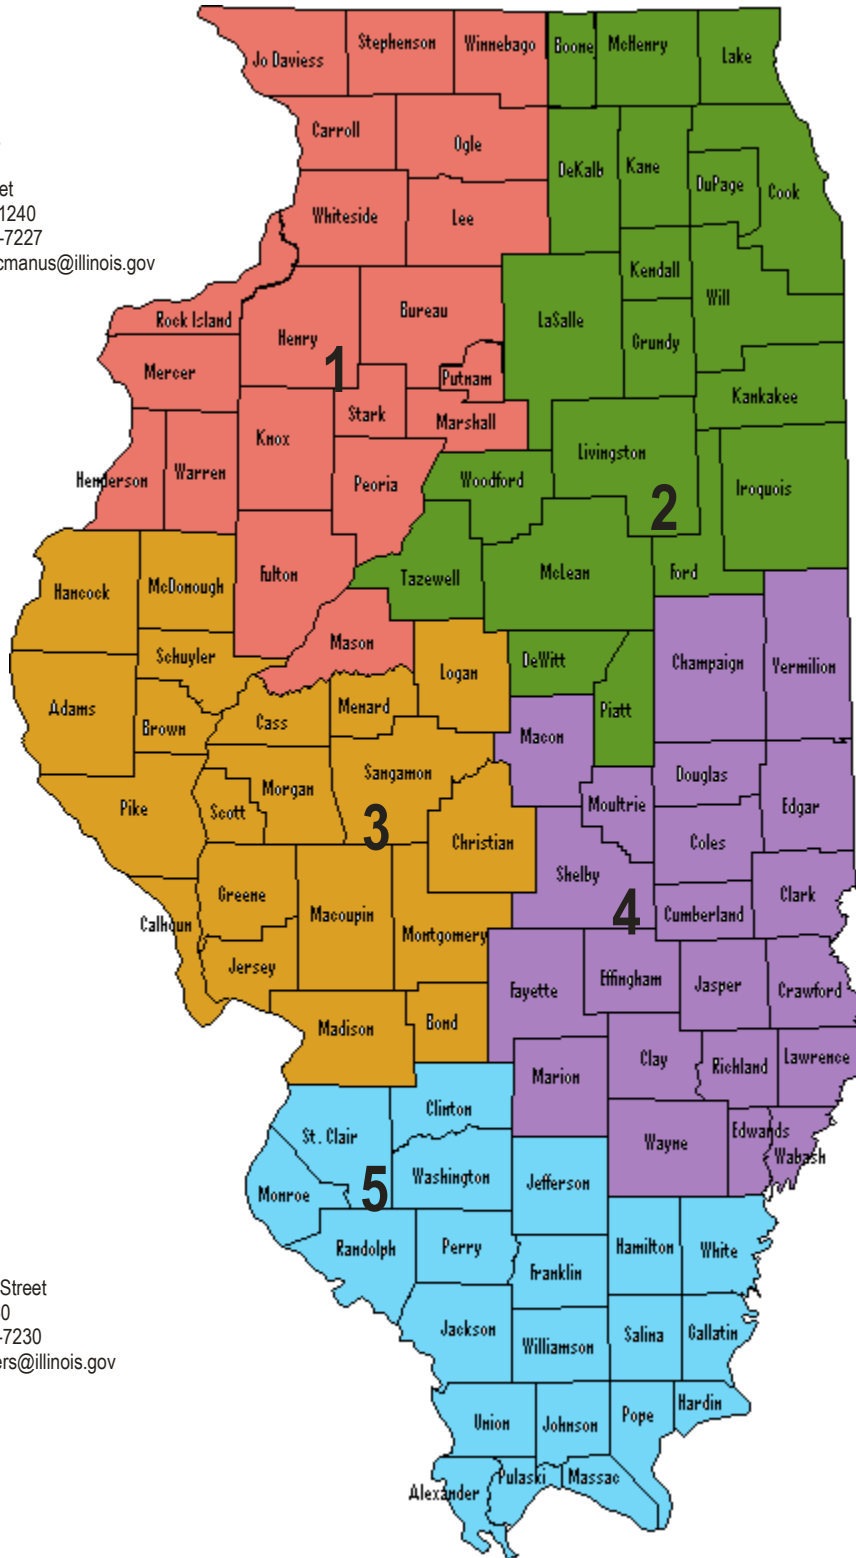 Jo Daviess
Stephenson
Winnebago
Boone
McHenry
Lake
Carroll
Ogle
DeKalb
Kane
DuPage
Cook
et
1240
-7227
cmanus@illinois.gov
Whiteside
Lee
Kendall
Will
Rock Island
Henry
Bureau
LaSalle
Grundy
1
Mercer
Putnam
Kankakee
Stark
Marshall
Knox
Livingston
Henderson
Warren
Peoria
Woodford
2
Iroquois
Hancock
McDonough
Fulton
Tazewell
McLean
Ford
Schuyler
Mason
Logan
DeWitt
Champaign
Vermilion
Adams
Brown
Cass
Menard
Piatt
Macon
Pike
Scott
Morgan
Sangamon
Douglas
Moultrie
Edgar
3
Christian
Coles
Shelby
Greene
Calhoun
Macoupin
Montgomery
4
Cumberland
Clark
Jersey
Fayette
Effingham
Jasper
Crawford
Madison
Bond
Clay
Richland
Lawrence
Marion
St. Clair
Clinton
Wayne
Edwards
Wabash
Monroe
5
Washington
Jefferson
Randolph
Perry
Franklin
Hamilton
White
Street
0
-7230
ers@illinois.gov
Jackson
Williamson
Salina
Gallatin
Union
Johnson
Pope
Hardin
Alexander
Pulaski
Massac